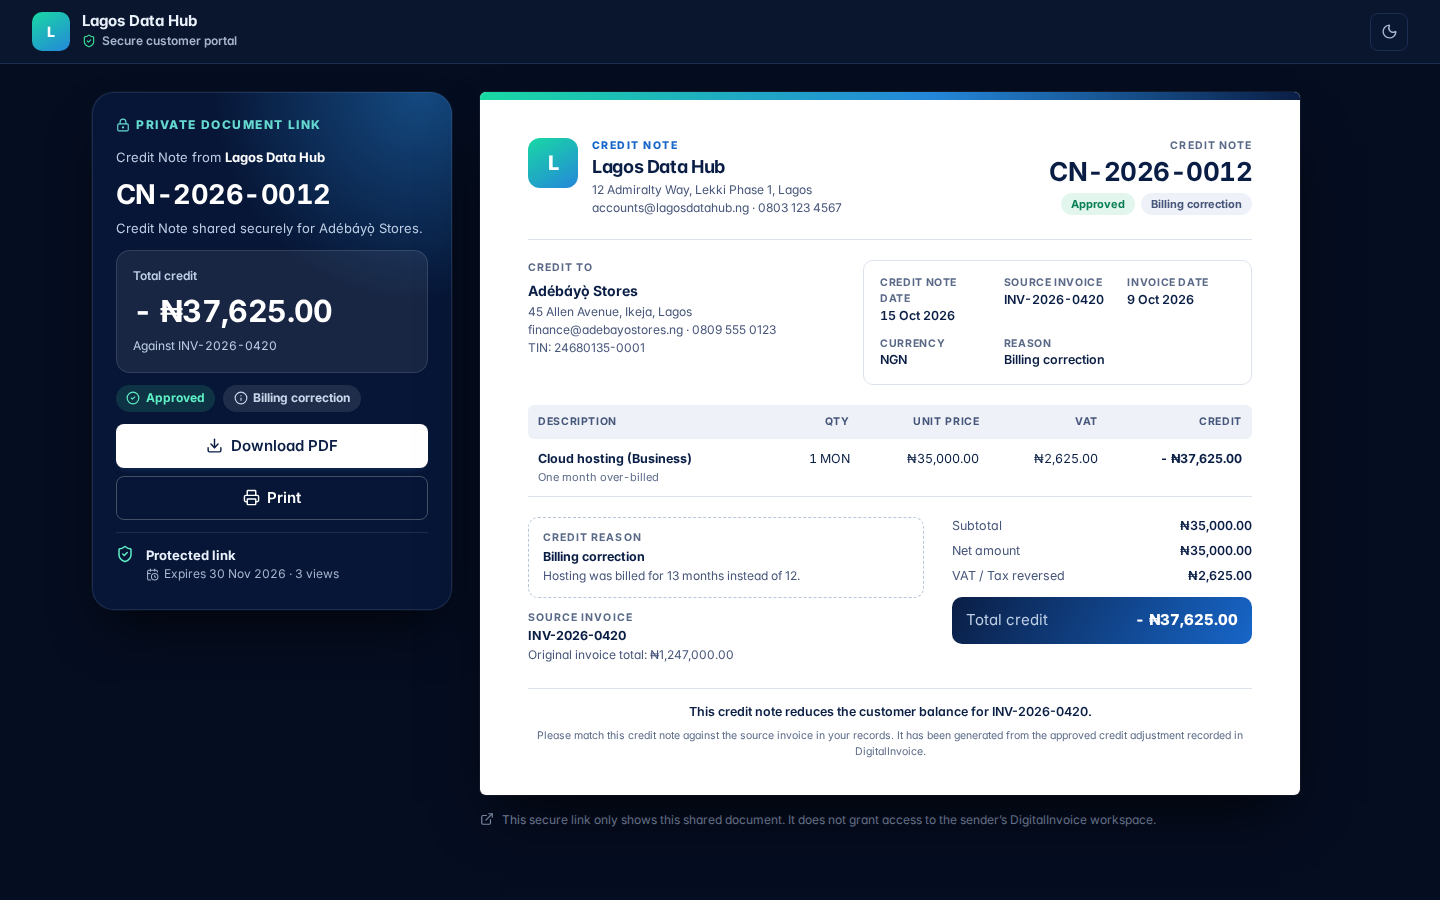 L
Lagos Data Hub
Secure customer portal
PRIVATE DOCUMENT LINK
Credit Note from Lagos Data Hub
CN-2026-0012
Credit Note shared securely for Adébáyọ̀ Stores.
Total credit
- ₦37,625.00
Against INV-2026-0420
Approved
Billing correction
Download PDF
Print
Protected link
Expires 30 Nov 2026 · 3 views
L
CREDIT NOTE
Lagos Data Hub
12 Admiralty Way, Lekki Phase 1, Lagos
accounts@lagosdatahub.ng · 0803 123 4567
CREDIT NOTE
CN-2026-0012
Approved
Billing correction
CREDIT TO
Adébáyọ̀ Stores
45 Allen Avenue, Ikeja, Lagos
finance@adebayostores.ng · 0809 555 0123
TIN: 24680135-0001
CREDIT NOTE
DATE
15 Oct 2026
SOURCE INVOICE
INV-2026-0420
INVOICE DATE
9 Oct 2026
CURRENCY
NGN
REASON
Billing correction
DESCRIPTION QTY UNIT PRICE VAT CREDIT
Cloud hosting (Business) 1 MON ₦35,000.00 ₦2,625.00 - ₦37,625.00
One month over-billed
CREDIT REASON
Billing correction
Hosting was billed for 13 months instead of 12.
SOURCE INVOICE
INV-2026-0420
Original invoice total: ₦1,247,000.00
Subtotal ₦35,000.00
Net amount ₦35,000.00
VAT / Tax reversed ₦2,625.00
Total credit - ₦37,625.00
This credit note reduces the customer balance for INV-2026-0420.
Please match this credit note against the source invoice in your records. It has been generated from the approved credit adjustment recorded in
DigitalInvoice.
This secure link only shows this shared document. It does not grant access to the sender’s DigitalInvoice workspace.